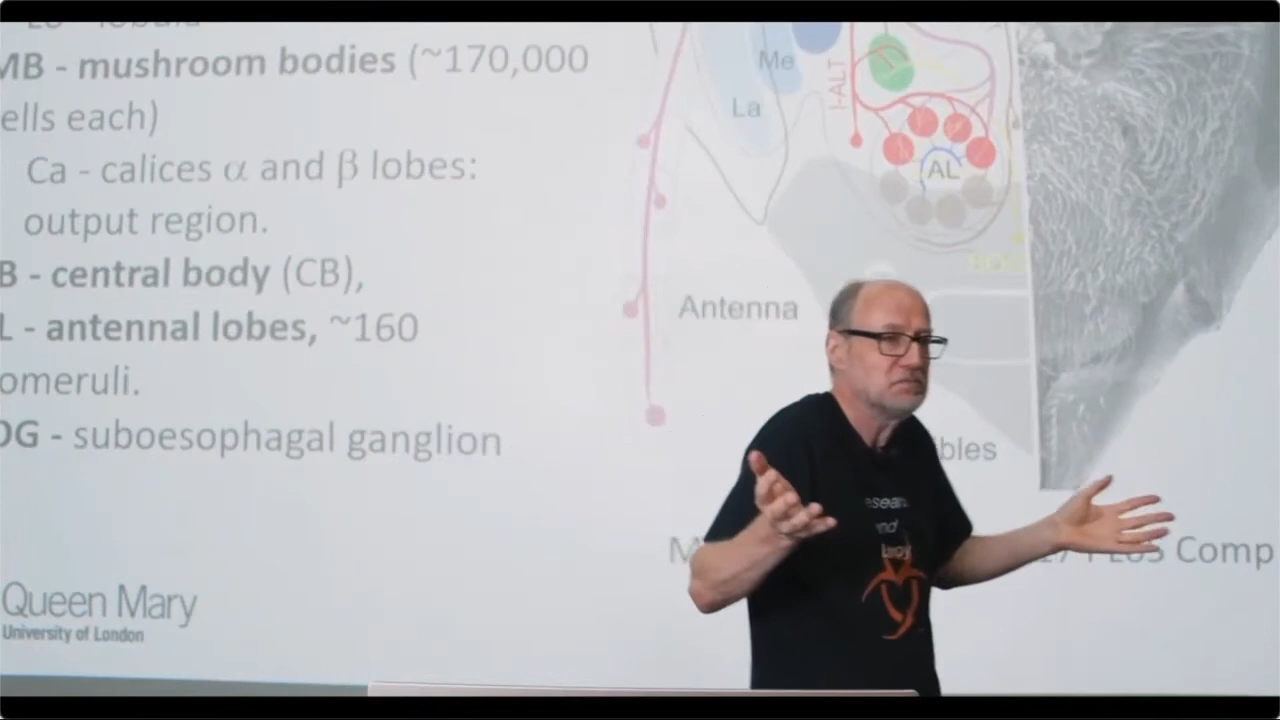 MB - mushroom bodies (~170,000
ells each)
Ca - calices α and β lobes:
output region.
B - central body (CB),
L - antennal lobes, ~160
omeruli.
OG - suboesophagal ganglion
Queen Mary
University of London
Me
La
l-ALT
AL
Antenna
bles
Comp